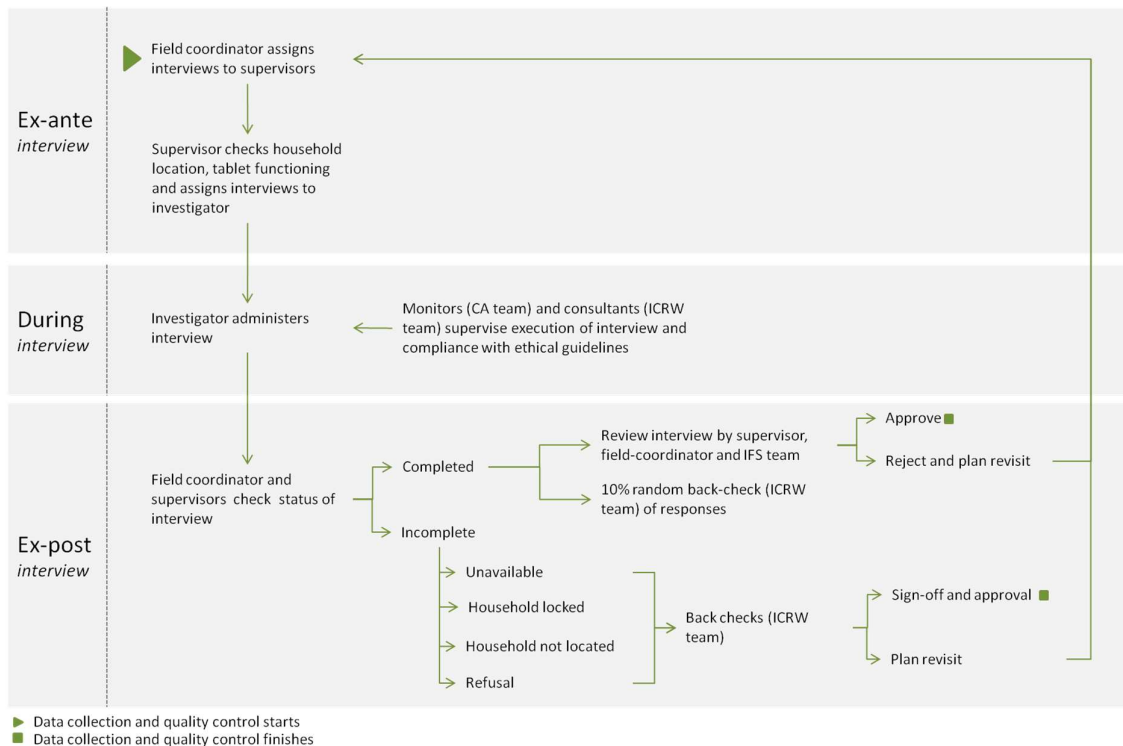 Ex-ante
interview
Field coordinator assigns
interviews to supervisors
Supervisor checks household
location, tablet functioning
and assigns interviews to
investigator
During
interview
Investigator administers
interview
Monitors (CA team) and consultants (ICRW
team) supervise execution of interview and
compliance with ethical guidelines
Ex-post
interview
Field coordinator and
supervisors check status of
interview
Completed
Incomplete
Review interview by supervisor,
field-coordinator and IFS team
10% random back-check (ICRW
team) of responses
Approve
Reject and plan revisit
Unavailable
Household locked
Household not located
Refusal
Back checks (ICRW
team)
Sign-off and approval
Plan revisit
Data collection and quality control starts
Data collection and quality control finishes